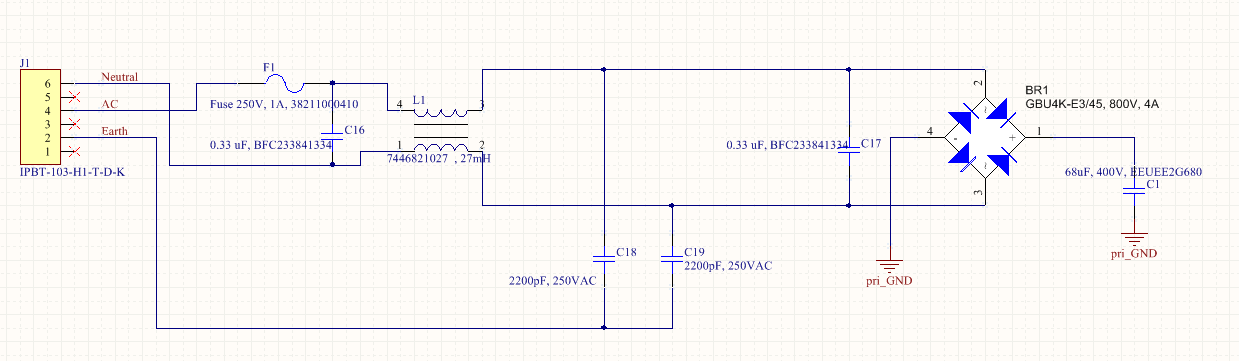 J1
6
5
4
3
2
1
Neutral
AC
Earth
IPBT-103-H1-T-D-K
F1
Fuse 250V, 1A, 38211000410
C16
0.33 uF, BFC233841334
4
L1
3
1
2
7446821027 , 27mH
0.33 uF, BFC233841334
C17
C18
2200pF, 250VAC
C19
2200pF, 250VAC
BR1
GBU4K-E3/45, 800V, 4A
2
4
-
~
+
~
1
3
pri_GND
68uF, 400V, EEUEE2G680
C1
pri_GND